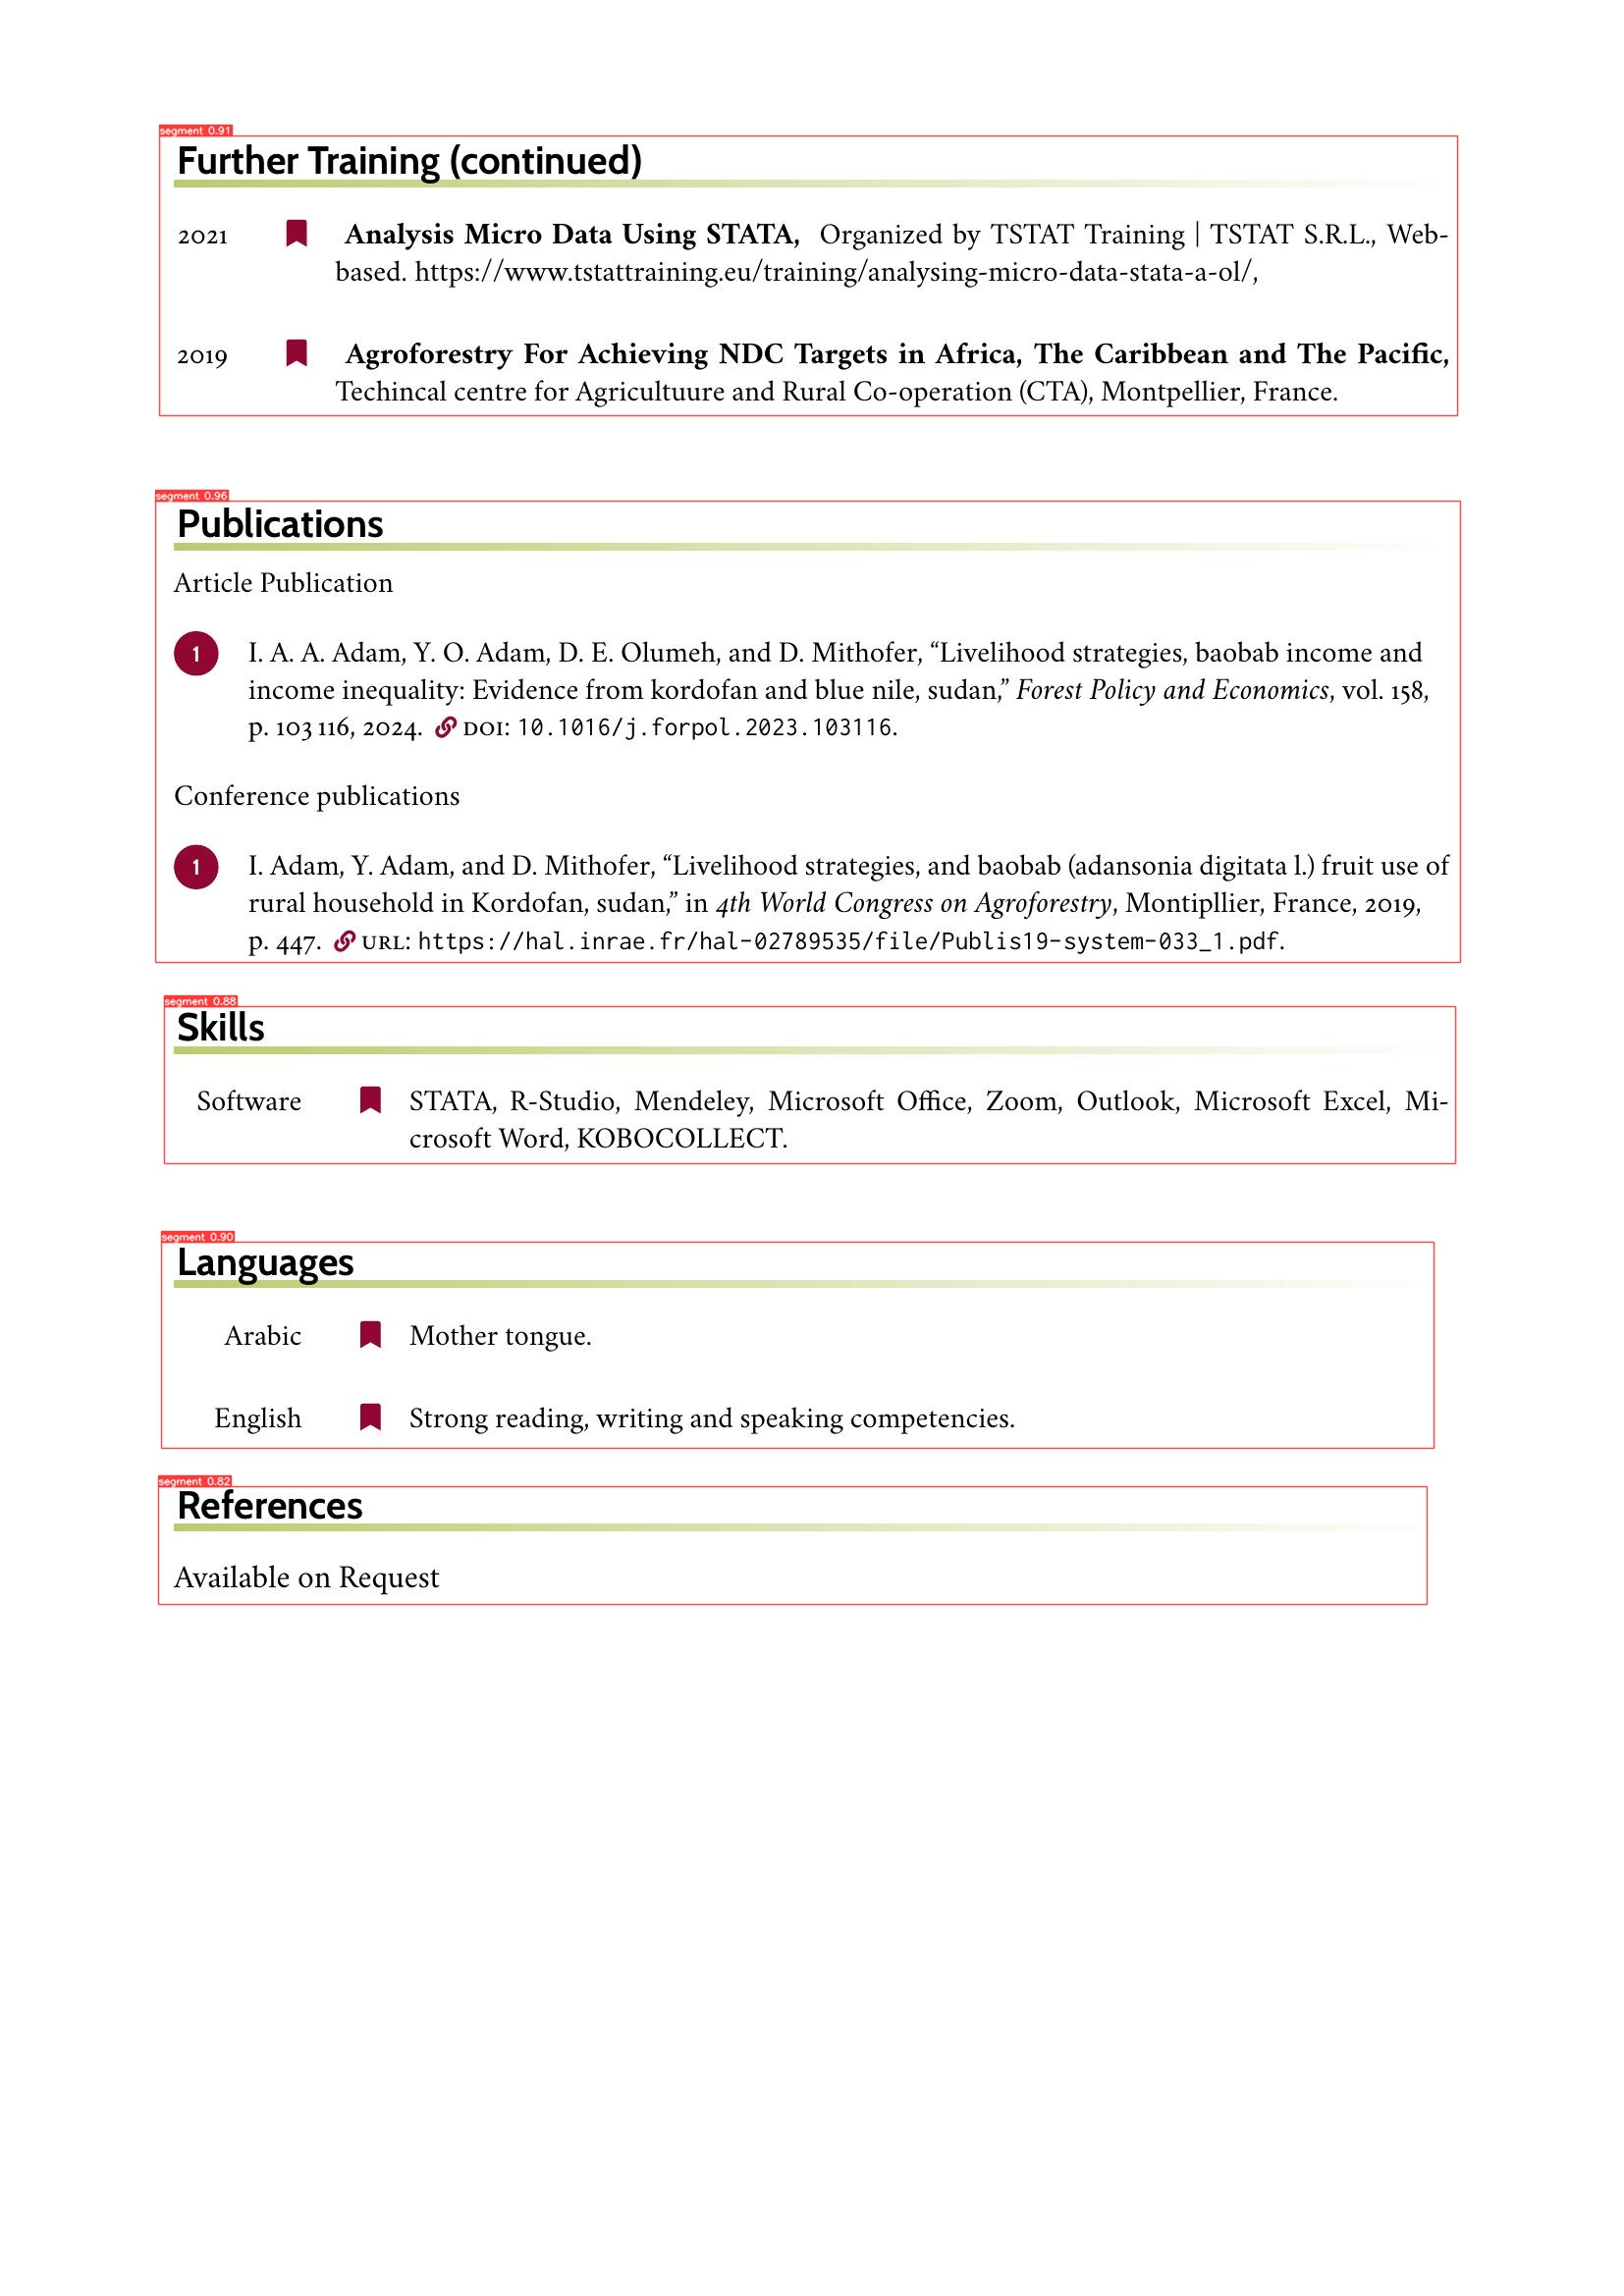 segment 0.91
Further Training (continued)
2021 Analysis Micro Data Using STATA, Organized by TSTAT Training | TSTAT S.R.L., Web-
based. https://www.tstattraining.eu/training/analysing-micro-data-stata-a-ol/,
2019 Agroforestry For Achieving NDC Targets in Africa, The Caribbean and The Pacific,
Techincal centre for Agricultuure and Rural Co-operation (CTA), Montpellier, France.
segment 0.96
Publications
Article Publication
1 I. A. A. Adam, Y. O. Adam, D. E. Olumeh, and D. Mithofer, “Livelihood strategies, baobab income and
income inequality: Evidence from kordofan and blue nile, sudan,” Forest Policy and Economics, vol. 158,
p. 103 116, 2024. DOI: 10.1016/j.forpol.2023.103116.
Conference publications
1 I. Adam, Y. Adam, and D. Mithofer, “Livelihood strategies, and baobab (adansonia digitata l.) fruit use of
rural household in Kordofan, sudan,” in 4th World Congress on Agroforestry, Montipllier, France, 2019,
p. 447. URL: https://hal.inrae.fr/hal-02789535/file/Publis19-system-033_1.pdf.
segment 0.88
Skills
Software STATA, R-Studio, Mendeley, Microsoft Office, Zoom, Outlook, Microsoft Excel, Mi-
crosoft Word, KOBOCOLLECT.
segment 0.90
Languages
Arabic Mother tongue.
English Strong reading, writing and speaking competencies.
segment 0.82
References
Available on Request